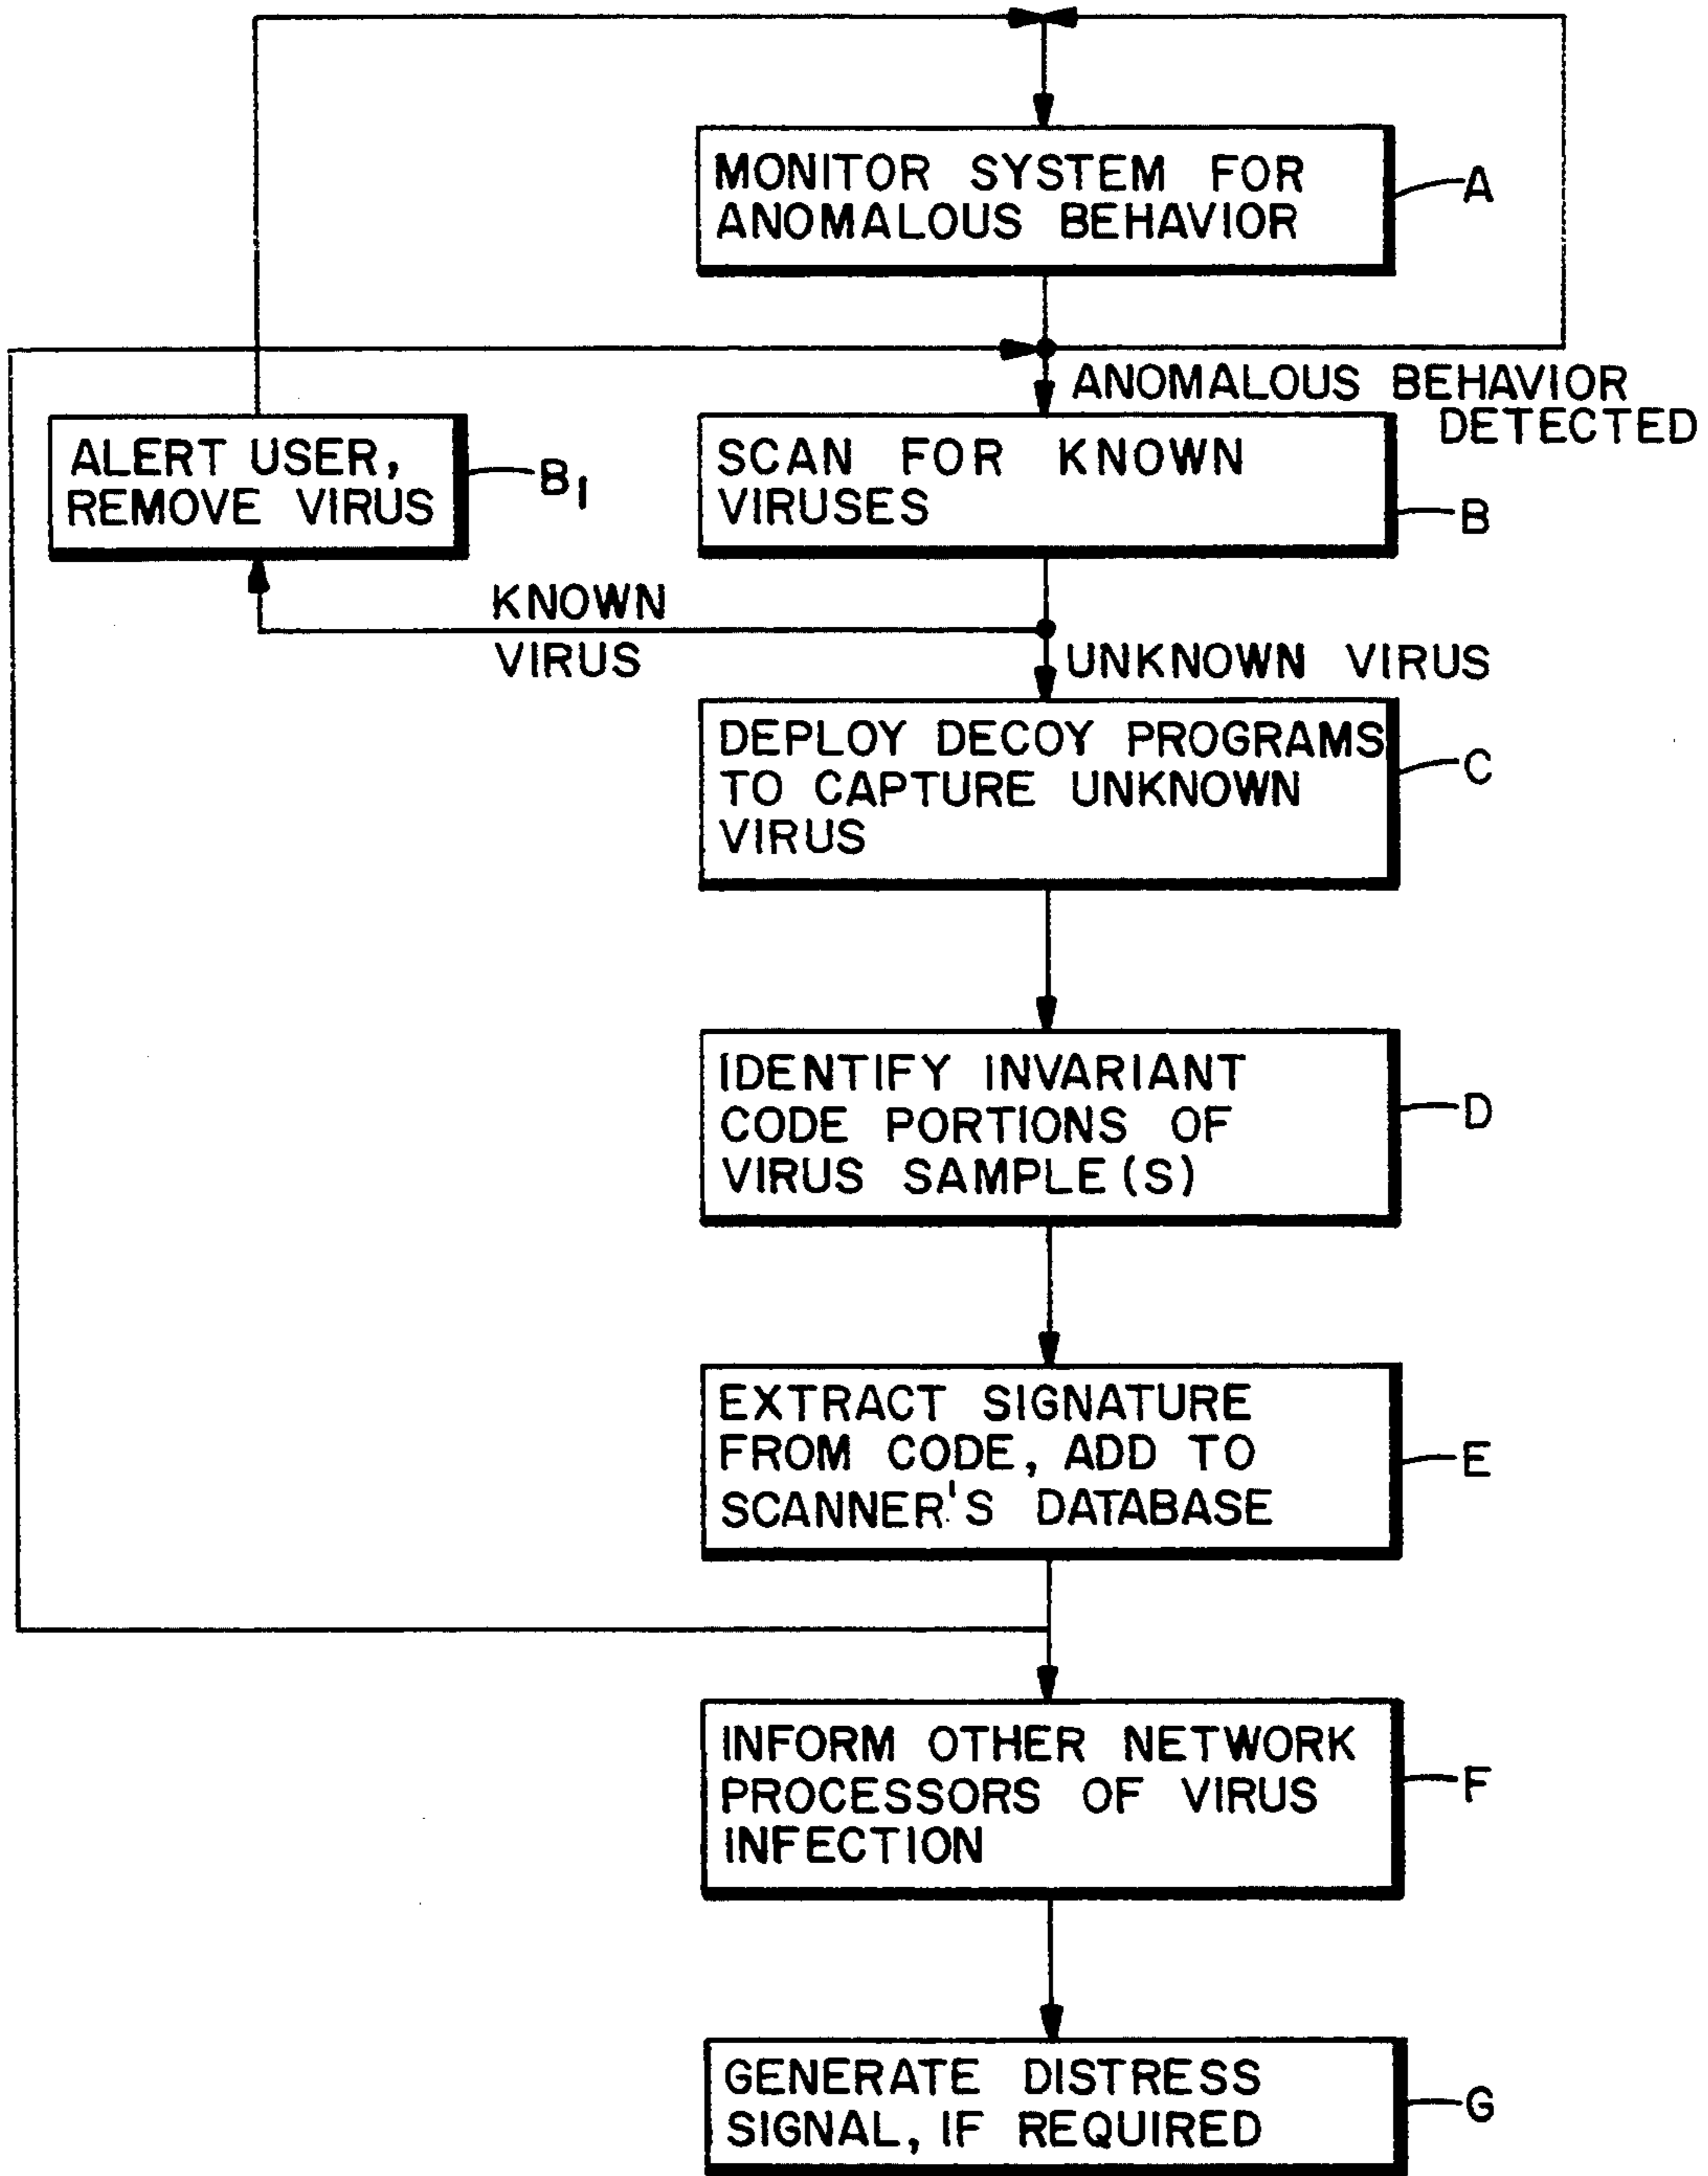 MONITOR SYSTEM FOR
ANOMALOUS BEHAVIOR
A
ANOMALOUS BEHAVIOR
DETECTED
ALERT USER,
REMOVE VIRUS
B1
SCAN FOR KNOWN
VIRUSES
B
KNOWN
VIRUS
UNKNOWN VIRUS
DEPLOY DECOY PROGRAMS
TO CAPTURE UNKNOWN
VIRUS
C
IDENTIFY INVARIANT
CODE PORTIONS OF
VIRUS SAMPLE(S)
D
EXTRACT SIGNATURE
FROM CODE, ADD TO
SCANNER'S DATABASE
E
INFORM OTHER NETWORK
PROCESSORS OF VIRUS
INFECTION
F
GENERATE DISTRESS
SIGNAL, IF REQUIRED
G